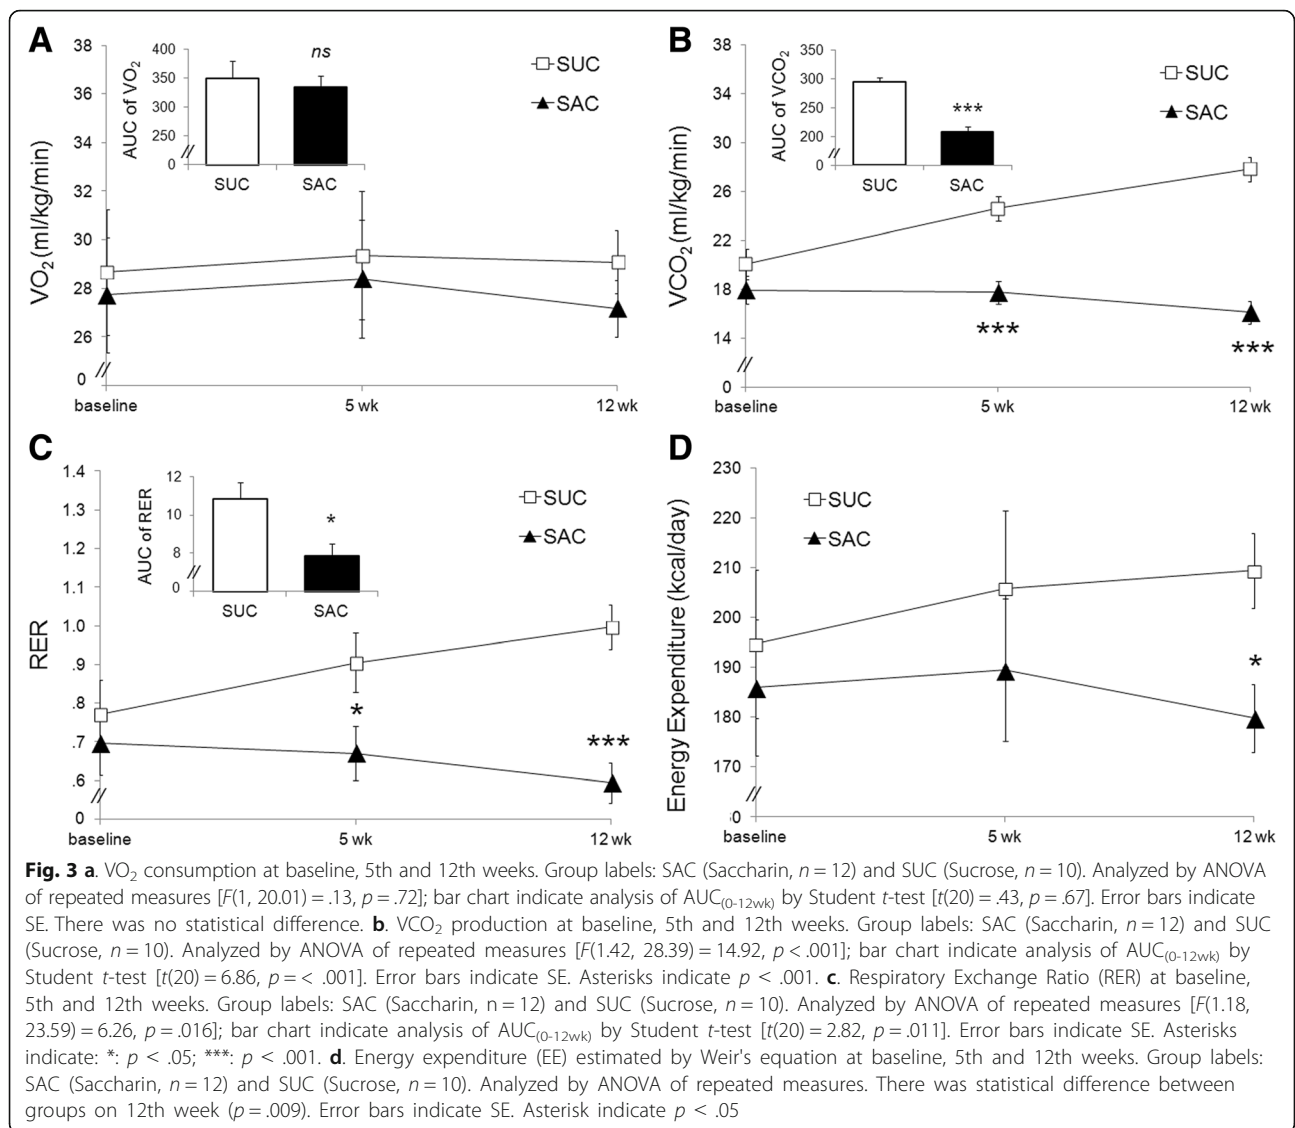 A
38
36
34
32
30
28
26
0
VO₂ (ml/kg/min)
baseline
5 wk
12 wk
400
350
300
250
0
AUC of VO₂
ns
SUC
SAC
SUC
SAC
B
38
34
30
26
22
18
14
0
VCO₂ (ml/kg/min)
baseline
5 wk
12 wk
350
300
250
200
0
AUC of VCO₂
***
SUC
SAC
SUC
SAC
***
***
C
1.4
1.3
1.2
1.1
1.0
.9
.8
.7
.6
0
RER
baseline
5 wk
12 wk
12
10
8
0
AUC of RER
*
SUC
SAC
SUC
SAC
*
***
D
230
220
210
200
190
180
170
Energy Expenditure (kcal/day)
baseline
5 wk
12 wk
SUC
SAC
*
Fig. 3 a. VO₂ consumption at baseline, 5th and 12th weeks. Group labels: SAC (Saccharin, n = 12) and SUC (Sucrose, n = 10). Analyzed by ANOVA
of repeated measures [F(1, 20.01) = .13, p = .72]; bar chart indicate analysis of AUC(0-12wk) by Student t-test [t(20) = .43, p = .67]. Error bars indicate
SE. There was no statistical difference. b. VCO₂ production at baseline, 5th and 12th weeks. Group labels: SAC (Saccharin, n = 12) and SUC
(Sucrose, n = 10). Analyzed by ANOVA of repeated measures [F(1.42, 28.39) = 14.92, p < .001]; bar chart indicate analysis of AUC(0-12wk) by
Student t-test [t(20) = 6.86, p = < .001]. Error bars indicate SE. Asterisks indicate p < .001. c. Respiratory Exchange Ratio (RER) at baseline,
5th and 12th weeks. Group labels: SAC (Saccharin, n = 12) and SUC (Sucrose, n = 10). Analyzed by ANOVA of repeated measures [F(1.18,
23.59) = 6.26, p = .016]; bar chart indicate analysis of AUC(0-12wk) by Student t-test [t(20) = 2.82, p = .011]. Error bars indicate SE. Asterisks
indicate: *: p < .05; ***: p < .001. d. Energy expenditure (EE) estimated by Weir's equation at baseline, 5th and 12th weeks. Group labels:
SAC (Saccharin, n = 12) and SUC (Sucrose, n = 10). Analyzed by ANOVA of repeated measures. There was statistical difference between
groups on 12th week (p = .009). Error bars indicate SE. Asterisk indicate p < .05